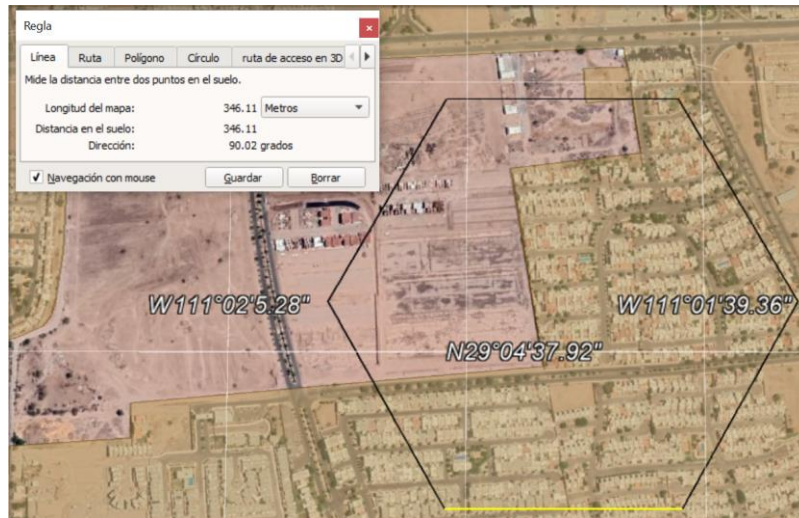 Regla
Línea Ruta Polígono Círculo ruta de acceso en 3D
Mide la distancia entre dos puntos en el suelo.
Longitud del mapa: 346.11 Metros
Distancia en el suelo: 346.11
Dirección: 90.02 grados
Navegación con mouse Guardar Borrar
W111°02'5.28" W111°01'39.36"
N29°04'37.92"